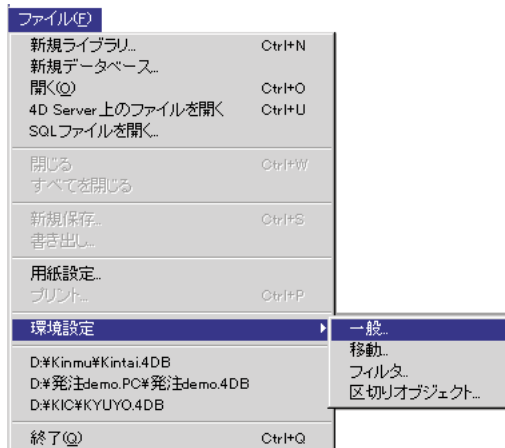 ファイル(F)
新規ライブラリ... Ctrl+N
新規データベース...
開く(O) Ctrl+O
4D Server上のファイルを開く Ctrl+U
SQLファイルを開く...
閉じる Ctrl+W
すべてを閉じる
新規保存... Ctrl+S
書き出し...
用紙設定...
プリント... Ctrl+P
環境設定
一般...
移動...
フィルタ...
区切りオブジェクト...
D:¥Kinmu¥Kintai.4DB
D:¥発注demo.PC¥発注demo.4DB
D:¥KIC¥KYUYO.4DB
終了(Q) Ctrl+Q